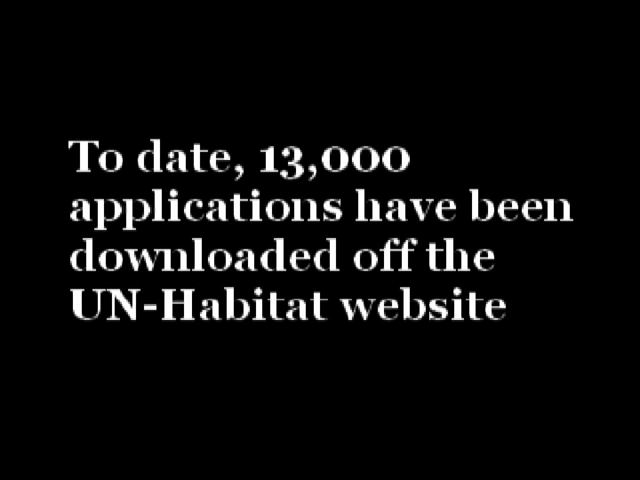 To date, 13,000
applications have been
downloaded off the
UN-Habitat website